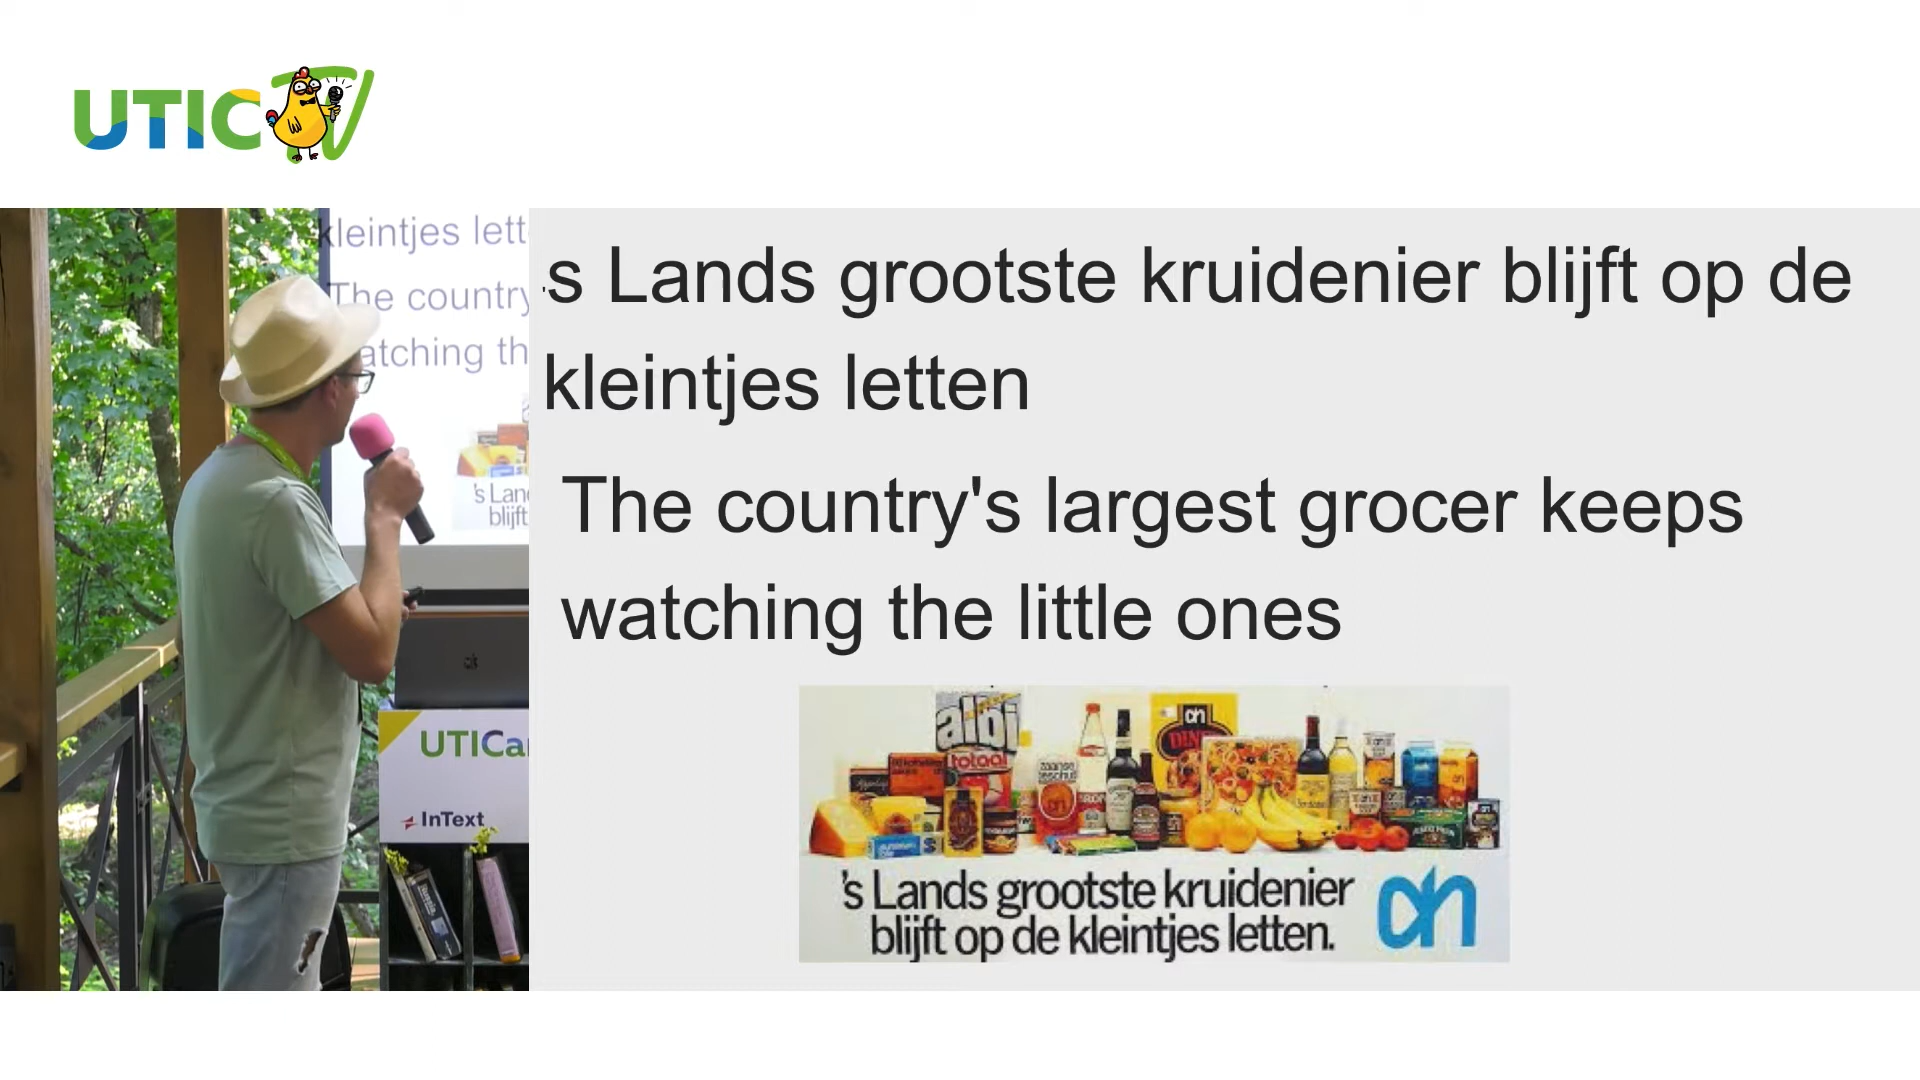 UTIC TV
kleintjes lett
The country
atching th
's Lan
blijft
UTICa
InText
's Lands grootste kruidenier blijft op de
kleintjes letten
The country's largest grocer keeps
watching the little ones
albi
totaal
ah
's Lands grootste kruidenier
blijft op de kleintjes letten.
ah